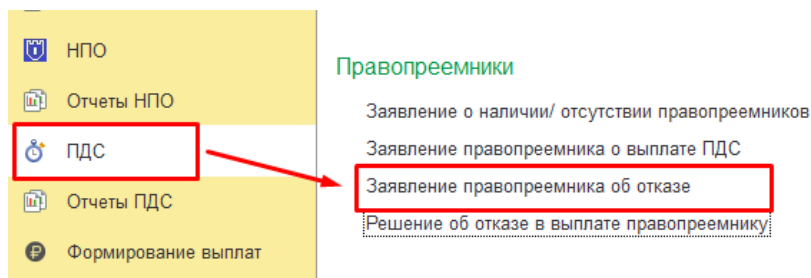 НПО
Отчеты НПО
ПДС
Отчеты ПДС
Формирование выплат
Правопреемники
Заявление о наличии/ отсутствии правопреемников
Заявление правопреемника о выплате ПДС
Заявление правопреемника об отказе
Решение об отказе в выплате правопреемнику